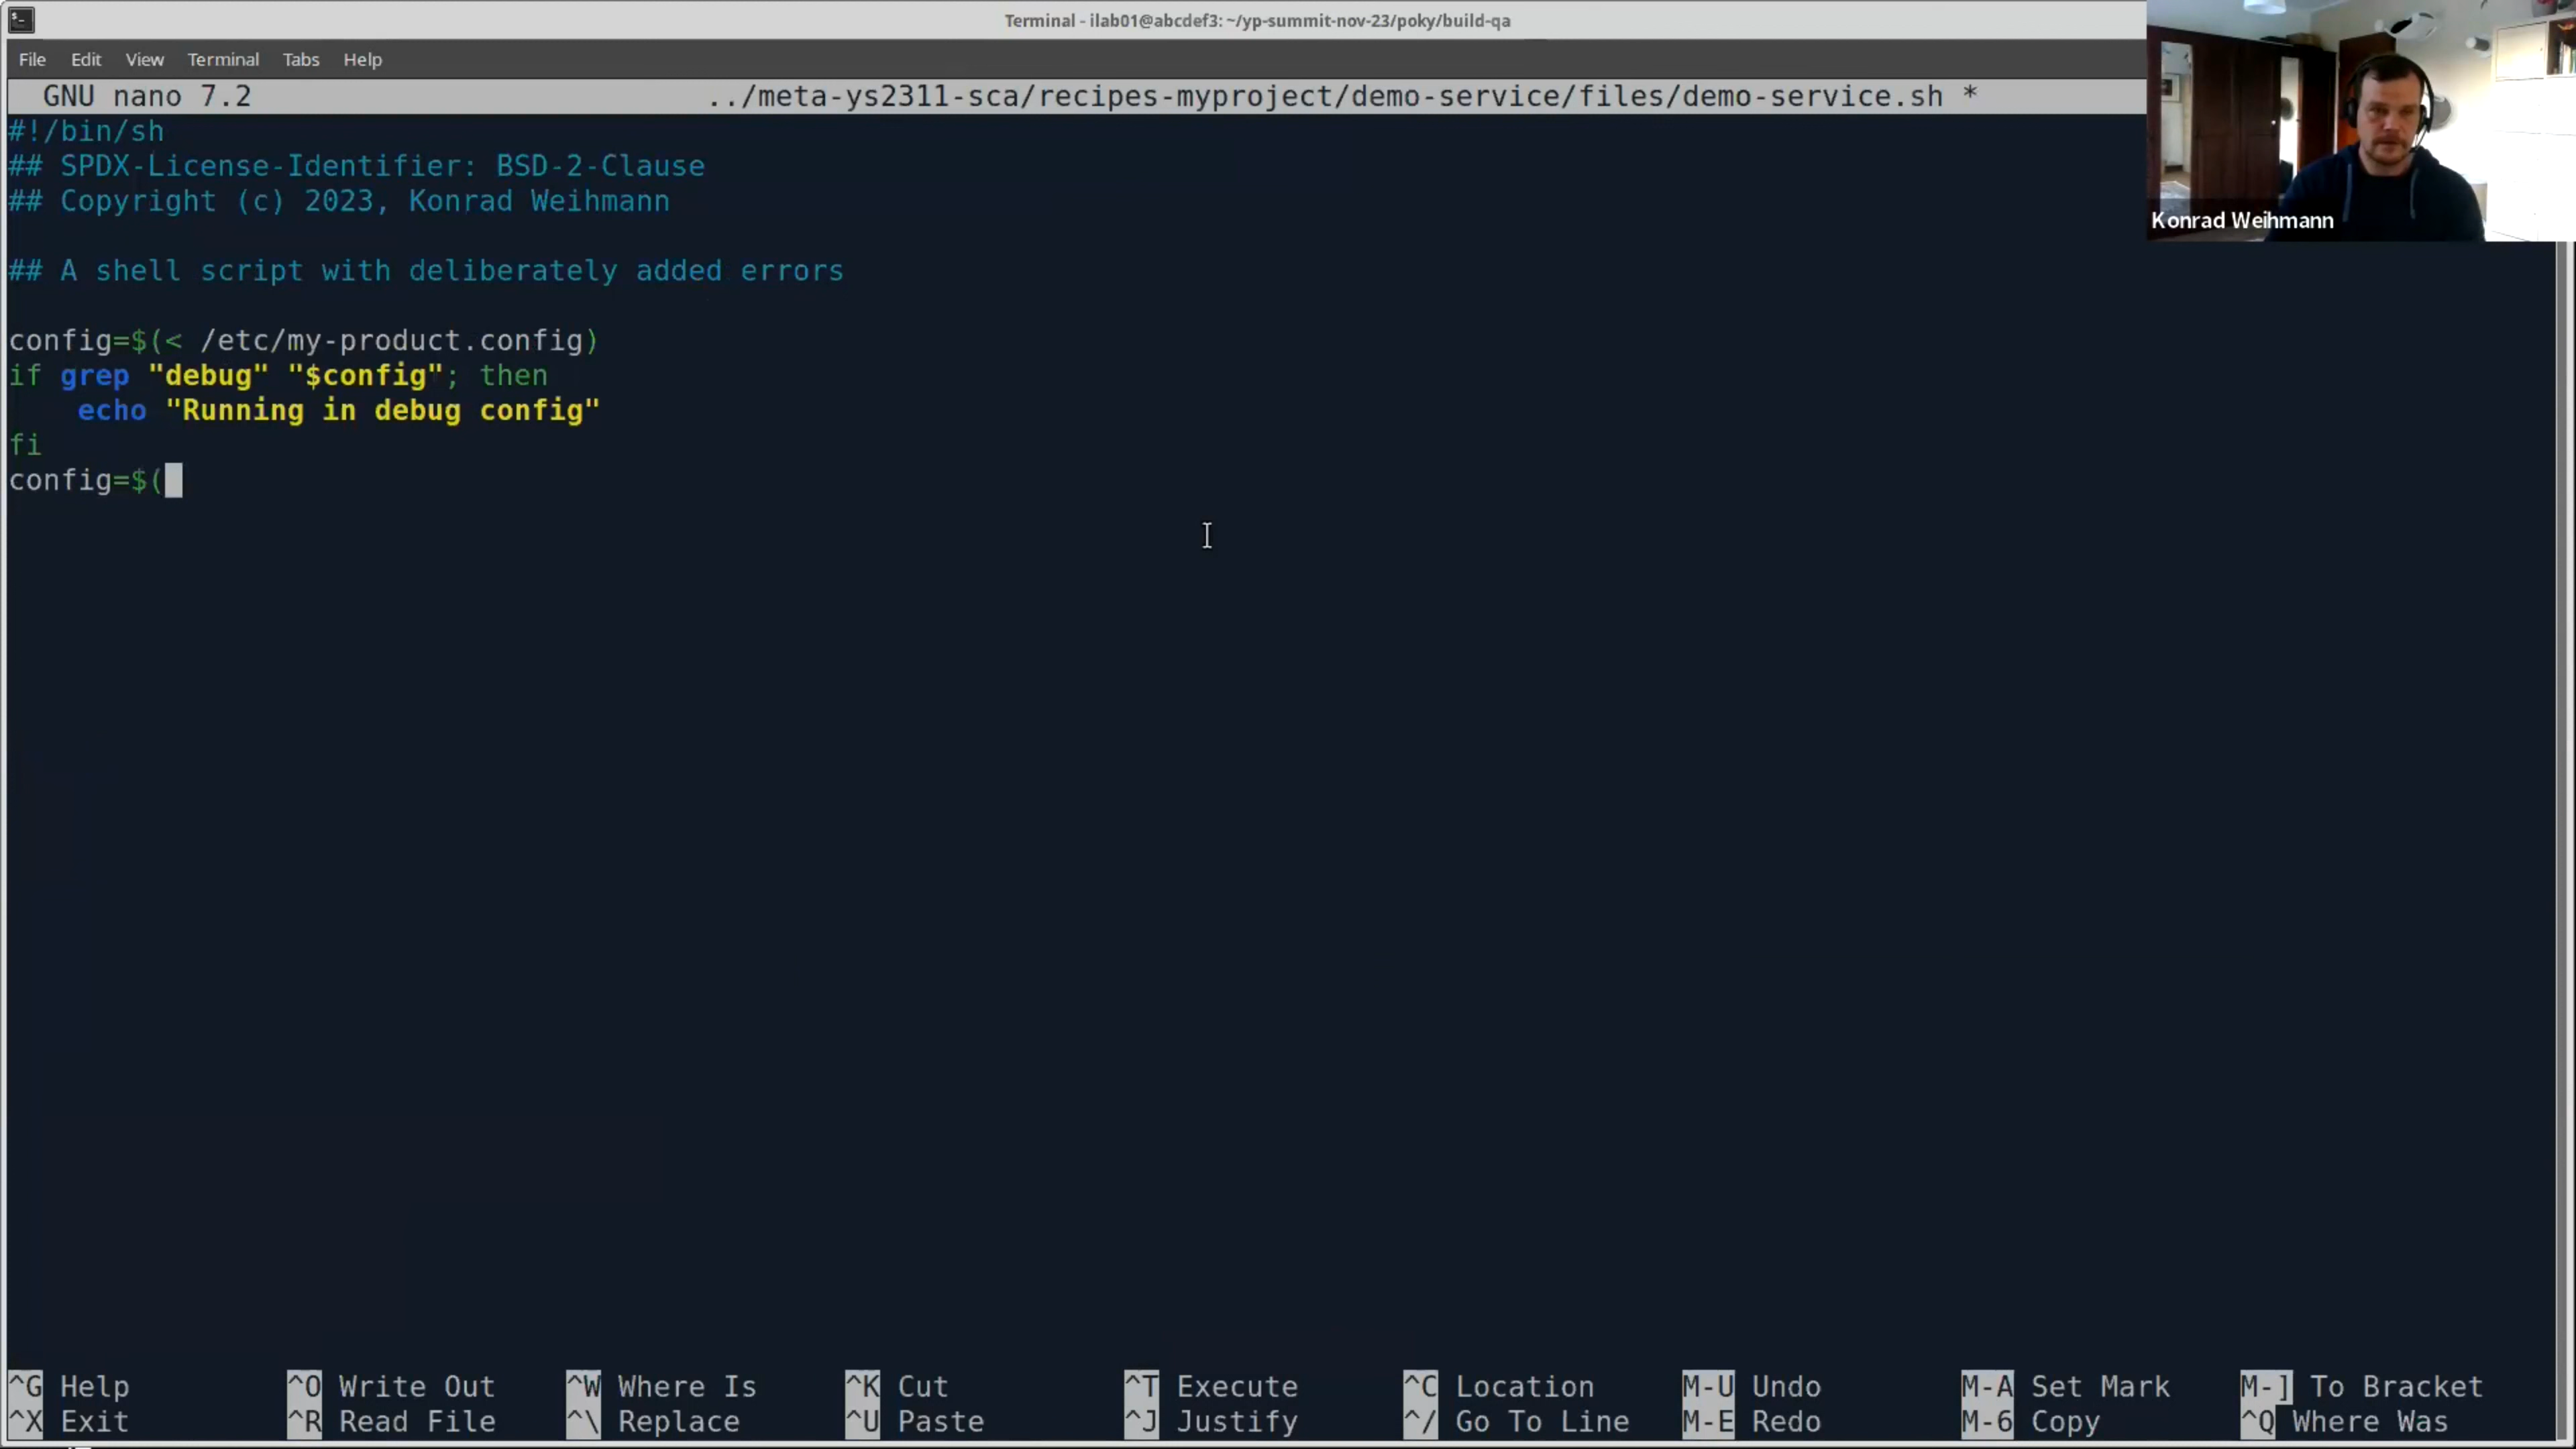 Terminal - ilab01@abcdef3: ~/yp-summit-nov-23/poky/build-qa
File Edit View Terminal Tabs Help
GNU nano 7.2 ../meta-ys2311-sca/recipes-myproject/demo-service/files/demo-service.sh *
Konrad Weihmann
#!/bin/sh
## SPDX-License-Identifier: BSD-2-Clause
## Copyright (c) 2023, Konrad Weihmann
## A shell script with deliberately added errors
config=$(< /etc/my-product.config)
if grep "debug" "$config"; then
    echo "Running in debug config"
fi
config=$(
^G Help ^O Write Out ^W Where Is ^K Cut ^T Execute ^C Location M-U Undo M-A Set Mark M-] To Bracket
^X Exit ^R Read File ^\ Replace ^U Paste ^J Justify ^/ Go To Line M-E Redo M-6 Copy ^Q Where Was